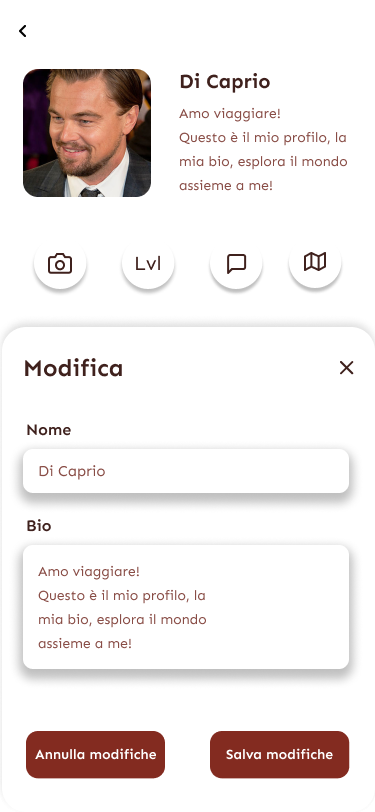 Di Caprio
Amo viaggiare!
Questo è il mio profilo, la
mia bio, esplora il mondo
assieme a me!
Lvl
Modifica
Nome
Di Caprio
Bio
Amo viaggiare!
Questo è il mio profilo, la
mia bio, esplora il mondo
assieme a me!
Annulla modifiche
Salva modifiche